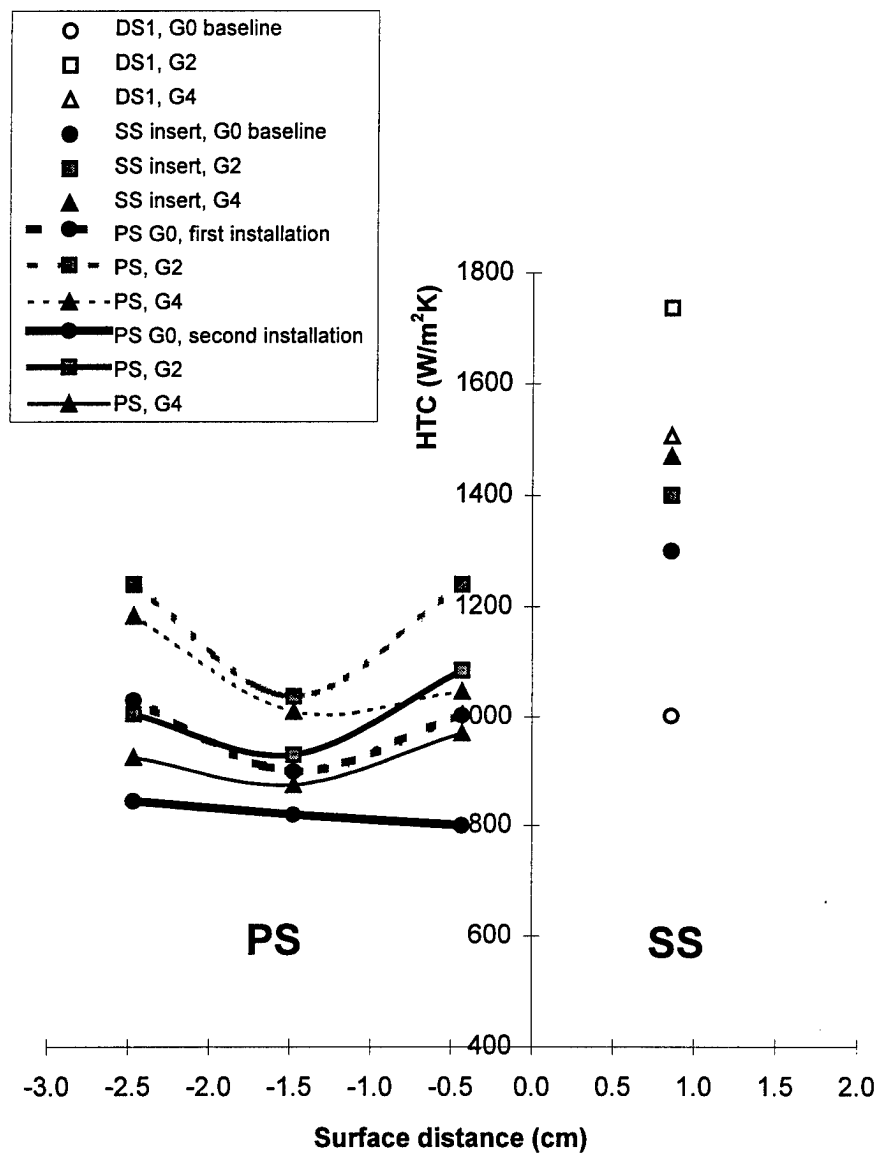 DS1, G0 baseline
DS1, G2
DS1, G4
SS insert, G0 baseline
SS insert, G2
SS insert, G4
PS G0, first installation
PS, G2
PS, G4
PS G0, second installation
PS, G2
PS, G4
HTC (W/m²K)
1800
1600
1400
1200
1000
800
600
400
PS
SS
-3.0 -2.5 -2.0 -1.5 -1.0 -0.5 0.0 0.5 1.0 1.5 2.0
Surface distance (cm)